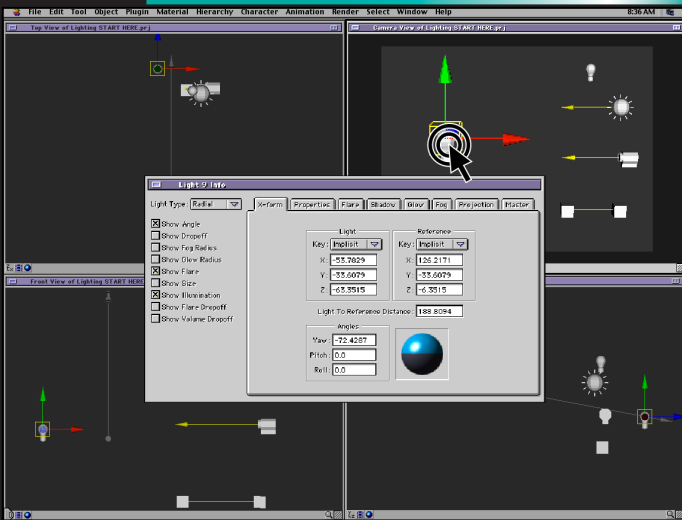 File Edit Tool Object Plugin Material Hierarchy Character Animation Render Select Window Help 8:36 AM
Top View of Lighting START HERE.prj
Camera View of Lighting START HERE.prj
Light 9 Info
Light Type: Radial
X-form Properties Flare Shadow Glow Fog Projection Master
Show Angle
Show Dropoff
Show Fog Radius
Show Glow Radius
Show Flare
Show Size
Show Illumination
Show Flare Dropoff
Show Volume Dropoff
Light
Key: Implicit
X: -53.7829
Y: -33.6079
Z: -63.3515
Reference
Key: Implicit
X: 126.2171
Y: -33.6079
Z: -6.3515
Light To Reference Distance: 188.8094
Angles
Yaw: -72.4287
Pitch: 0.0
Roll: 0.0
Front View of Lighting START HERE